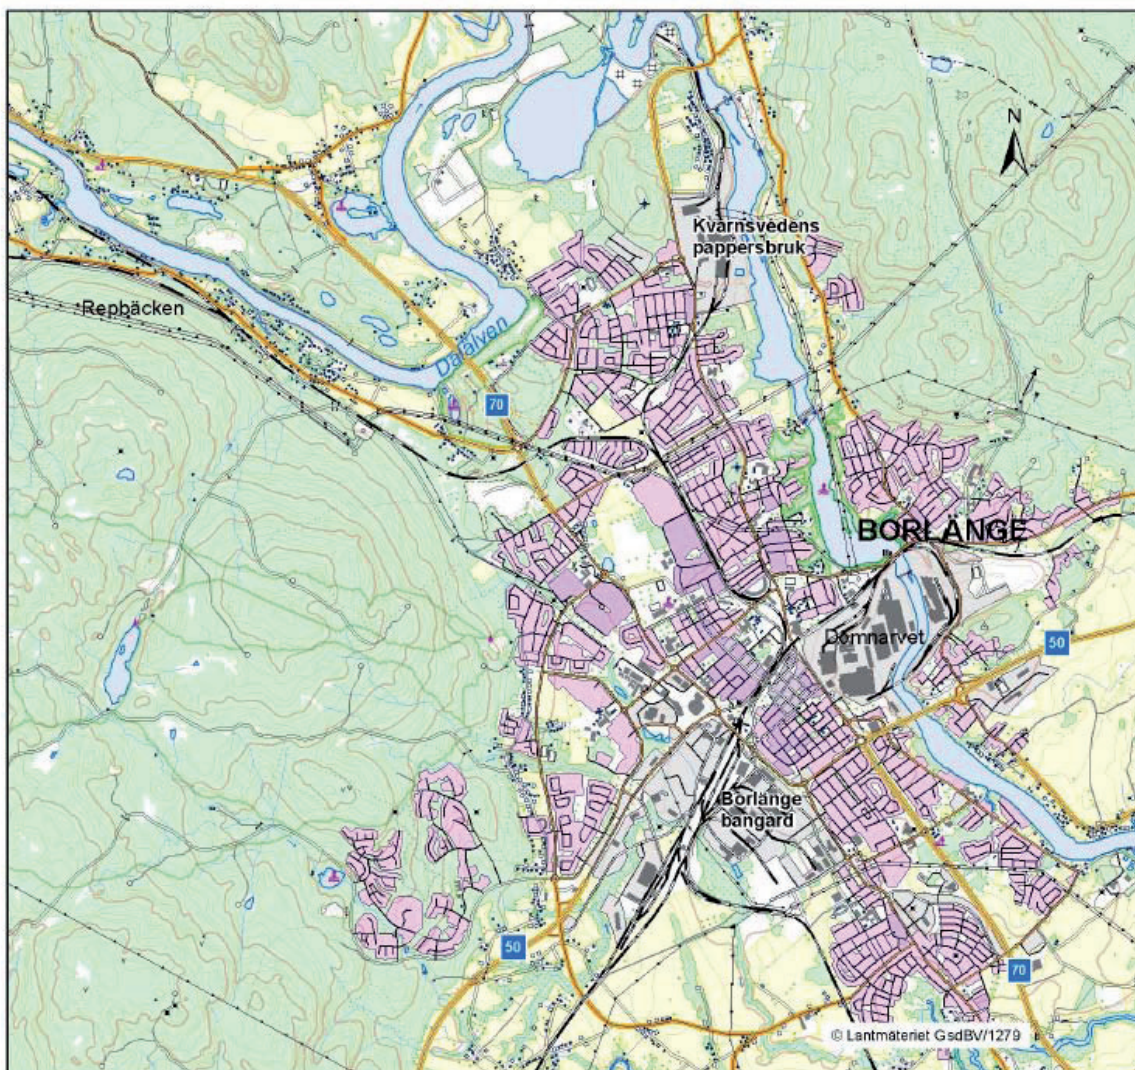 N
Kvarnsvedens
pappersbruk
Repbäcken
Dalälven
70
BORLÄNGE
Domnarvet
50
Borlänge
bangård
50
70
© Lantmäteriet GsdBV/1279